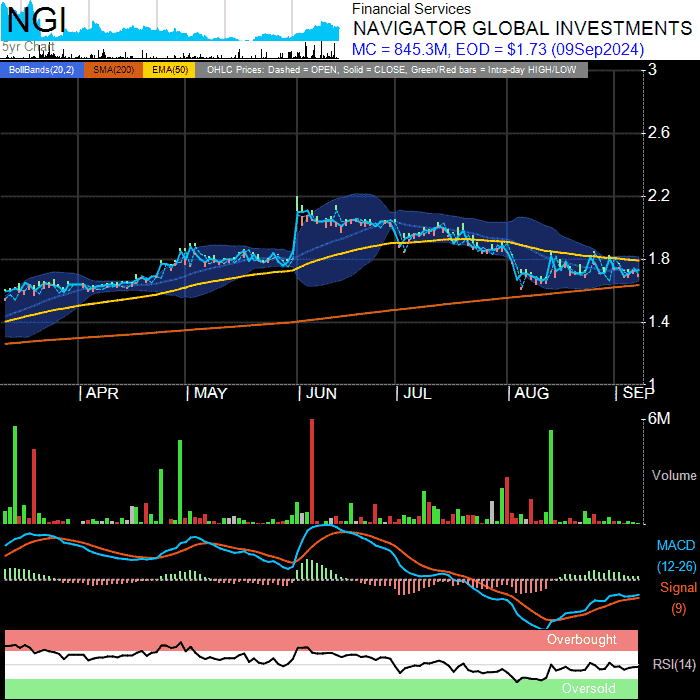 NGI
5yr Chart
Financial Services
NAVIGATOR GLOBAL INVESTMENTS
MC = 845.3M, EOD = $1.73 (09Sep2024)
BollBands(20,2) SMA(200) EMA(50) OHLC Prices: Dashed = OPEN, Solid = CLOSE, Green/Red bars = Intra-day HIGH/LOW
3
2.6
2.2
1.8
1.4
1
| APR | MAY | JUN | JUL | AUG | SEP
6M
Volume
MACD
(12-26)
Signal
(9)
Overbought
RSI(14)
Oversold